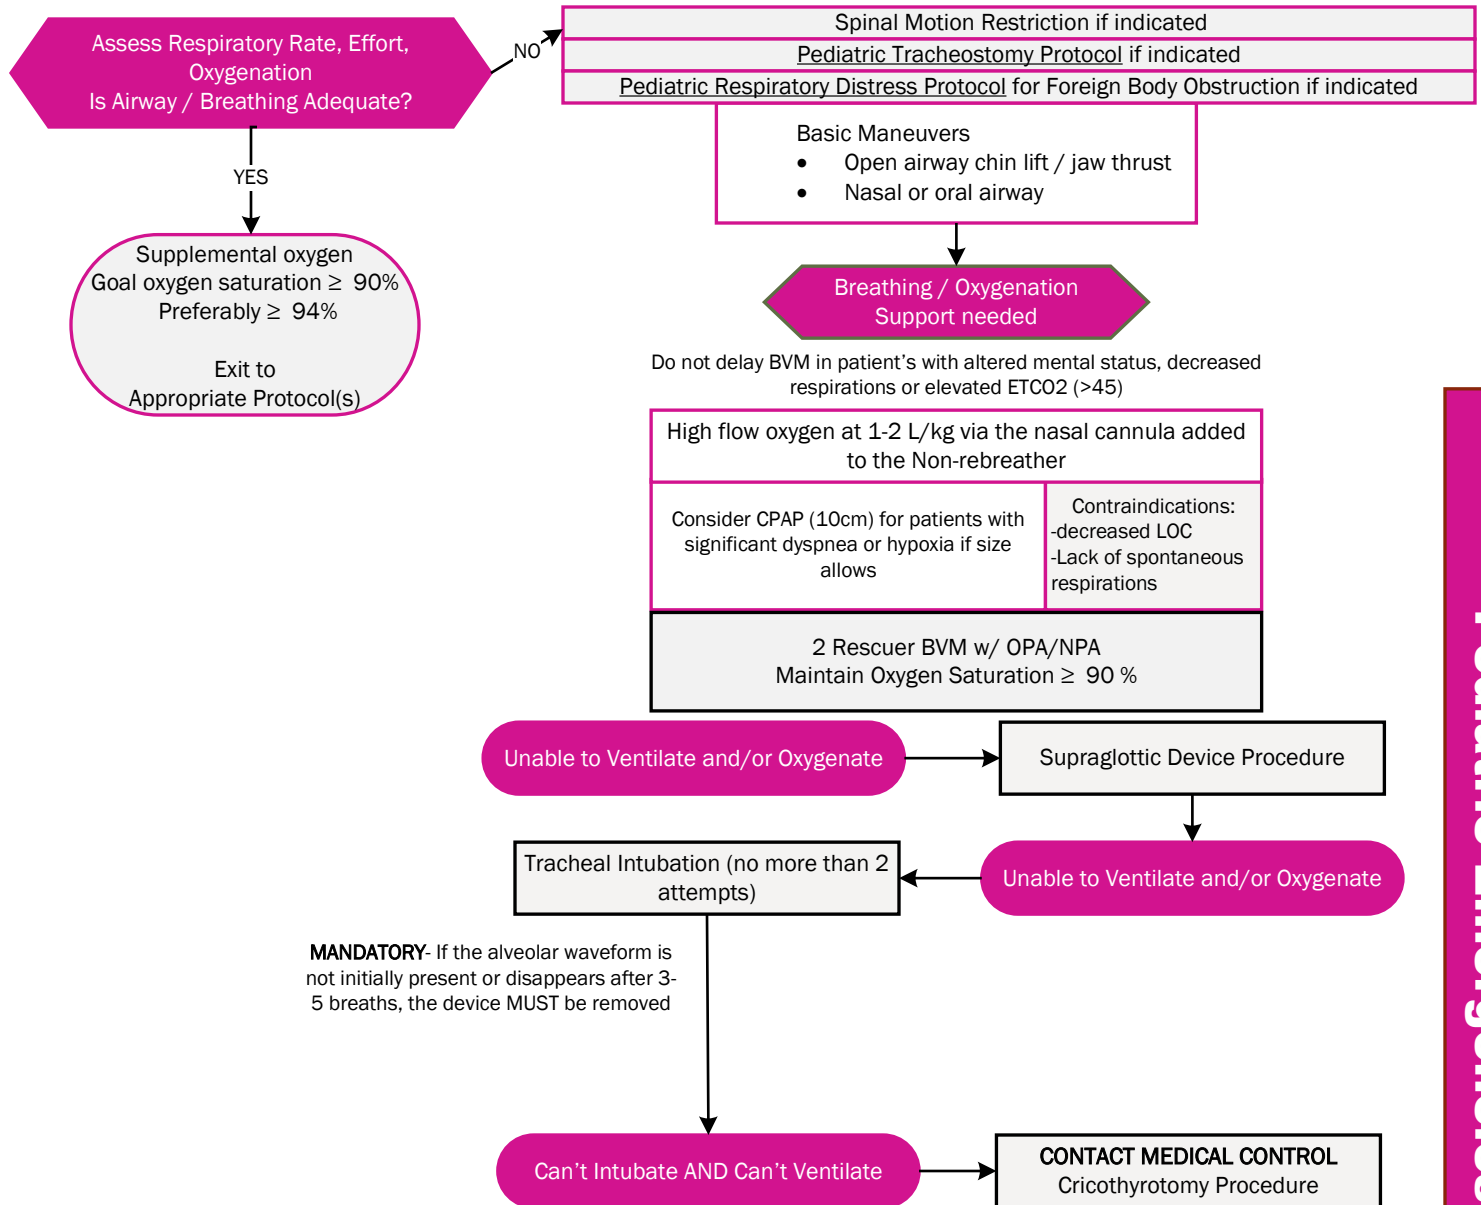 Assess Respiratory Rate, Effort,
Oxygenation
Is Airway / Breathing Adequate?
NO
Spinal Motion Restriction if indicated
Pediatric Tracheostomy Protocol if indicated
Pediatric Respiratory Distress Protocol for Foreign Body Obstruction if indicated
Basic Maneuvers
• Open airway chin lift / jaw thrust
• Nasal or oral airway
YES
Supplemental oxygen
Goal oxygen saturation ≥ 90%
Preferably ≥ 94%
Exit to
Appropriate Protocol(s)
Breathing / Oxygenation
Support needed
Do not delay BVM in patient's with altered mental status, decreased
respirations or elevated ETCO2 (>45)
High flow oxygen at 1-2 L/kg via the nasal cannula added
to the Non-rebreather
Consider CPAP (10cm) for patients with
significant dyspnea or hypoxia if size
allows
Contraindications:
-decreased LOC
-Lack of spontaneous
respirations
2 Rescuer BVM w/ OPA/NPA
Maintain Oxygen Saturation ≥ 90 %
Unable to Ventilate and/or Oxygenate
Supraglottic Device Procedure
Tracheal Intubation (no more than 2
attempts)
Unable to Ventilate and/or Oxygenate
MANDATORY- If the alveolar waveform is
not initially present or disappears after 3-
5 breaths, the device MUST be removed
Can't Intubate AND Can't Ventilate
CONTACT MEDICAL CONTROL
Cricothyrotomy Procedure